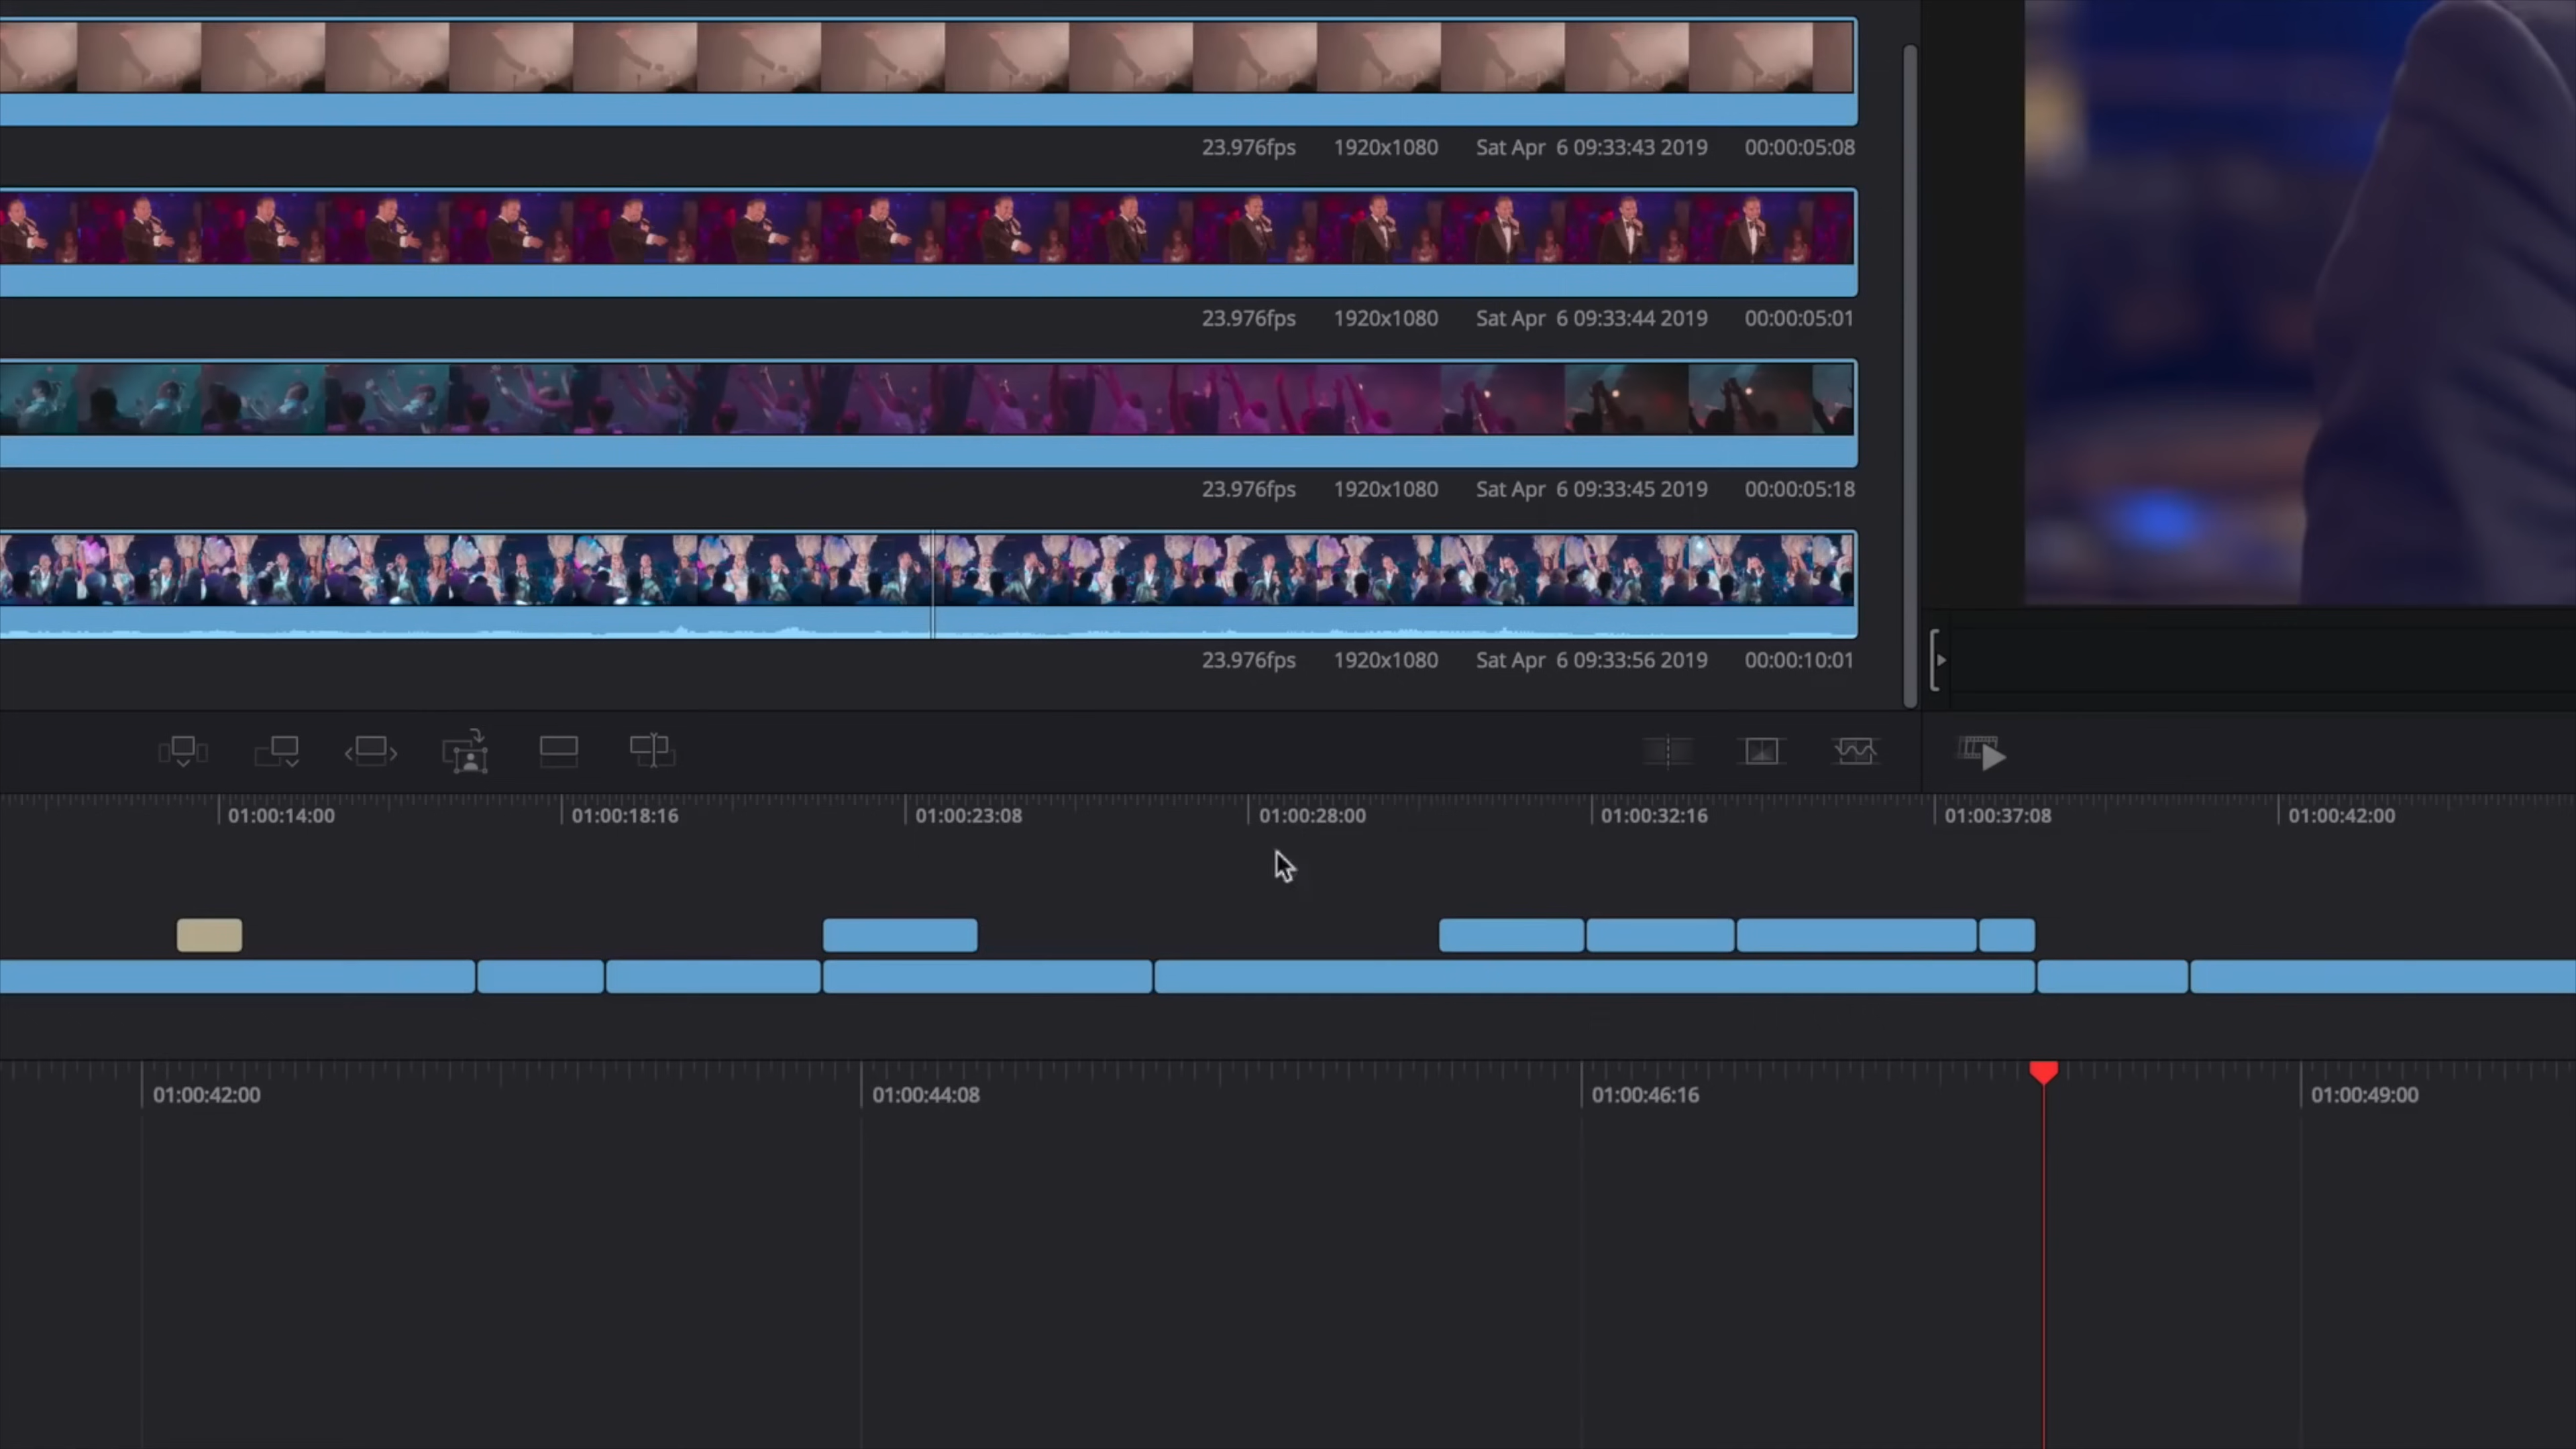 23.976fps 1920x1080 Sat Apr 6 09:33:43 2019 00:00:05:08
23.976fps 1920x1080 Sat Apr 6 09:33:44 2019 00:00:05:01
23.976fps 1920x1080 Sat Apr 6 09:33:45 2019 00:00:05:18
23.976fps 1920x1080 Sat Apr 6 09:33:56 2019 00:00:10:01
01:00:14:00 01:00:18:16 01:00:23:08 01:00:28:00 01:00:32:16 01:00:37:08 01:00:42:00
01:00:42:00 01:00:44:08 01:00:46:16 01:00:49:00